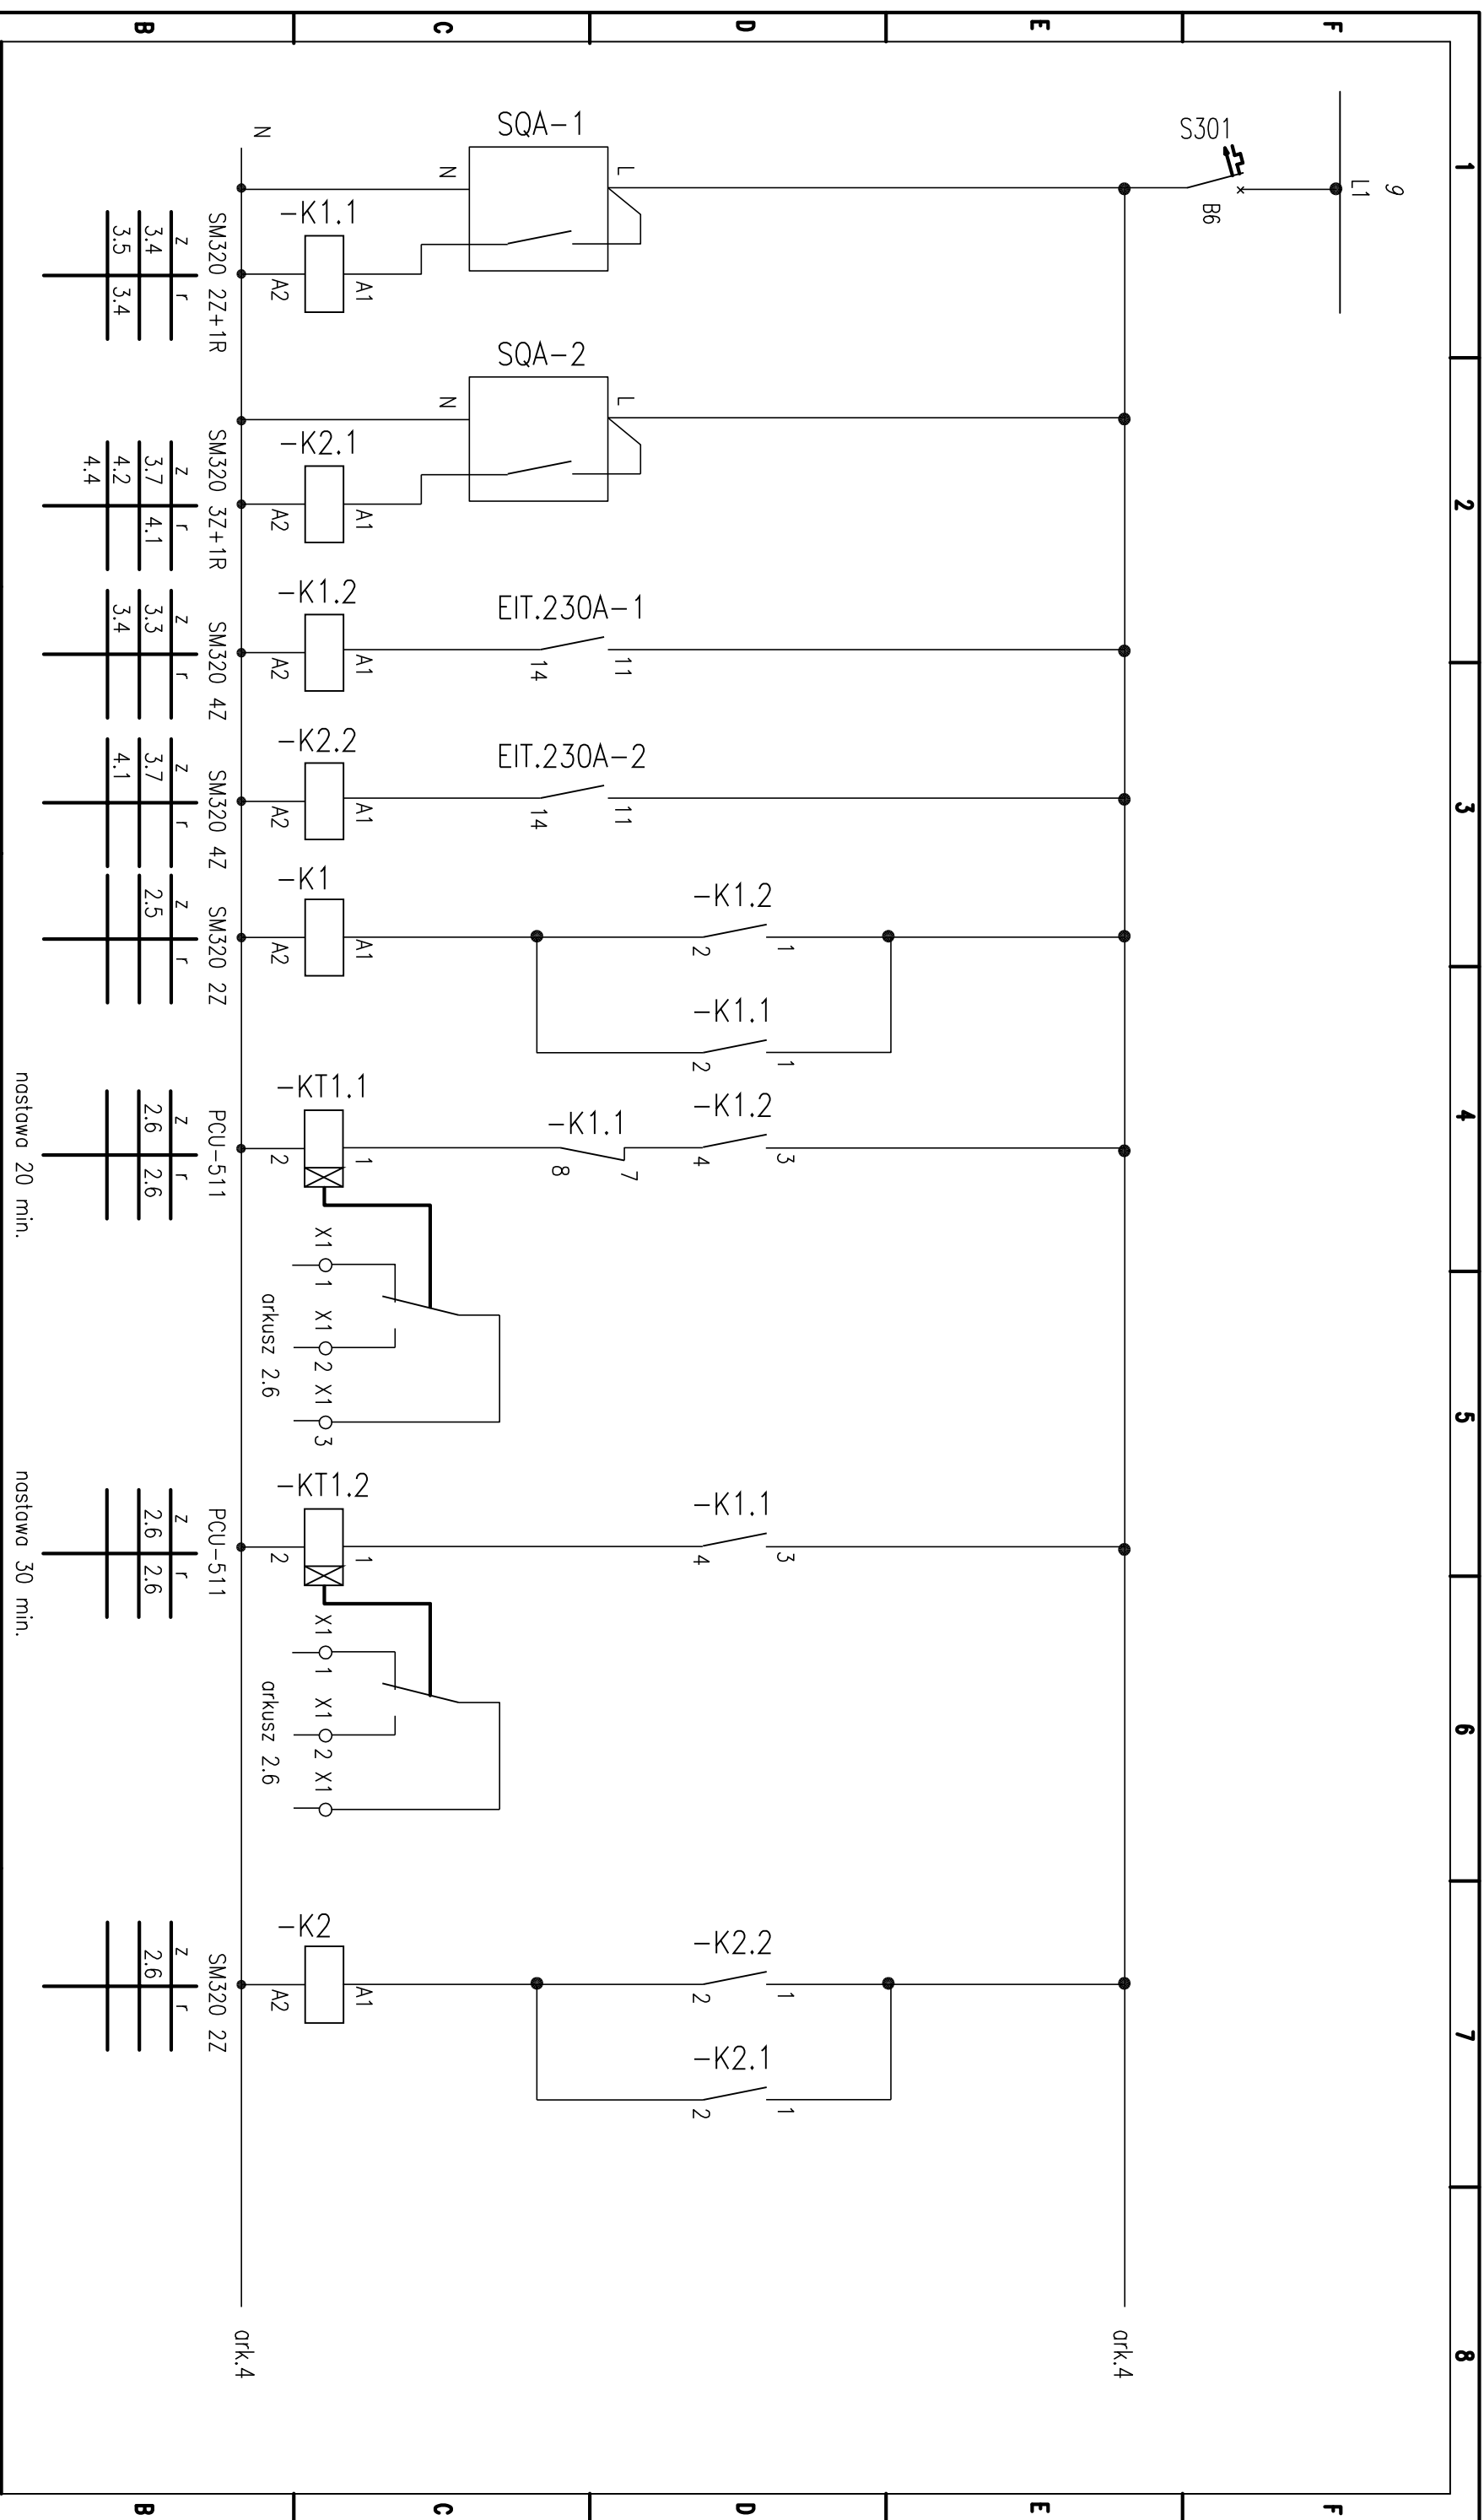 1
2
3
4
5
6
7
8
F
F
E
E
D
D
C
C
B
B
9
L1
S301
B6
SQA-1
L
N
-K1.1
A1
A2
N
SM320 2Z+1R
z r
3.4 3.4
3.5
SQA-2
L
N
-K2.1
A1
A2
SM320 3Z+1R
z r
3.7 4.1
4.2
4.4
EIT.230A-1
11
14
-K1.2
A1
A2
SM320 4Z
z r
3.3
3.4
EIT.230A-2
11
14
-K2.2
A1
A2
SM320 4Z
z r
3.7
4.1
-K1.2
1
2
-K1.1
1
2
-K1
A1
A2
SM320 2Z
z r
2.5
-K1.2
3
4
-K1.1
7
8
-KT1.1
1
2
X1 1 X1 2 X1 3
arkusz 2.6
PCU-511
z r
2.6 2.6
nastawa 20 min.
-K1.1
3
4
-KT1.2
1
2
X1 1 X1 2 X1
arkusz 2.6
PCU-511
z r
2.6 2.6
nastawa 30 min.
-K2.2
1
2
-K2.1
1
2
-K2
A1
A2
SM320 2Z
z r
2.6
ark.4
ark.4